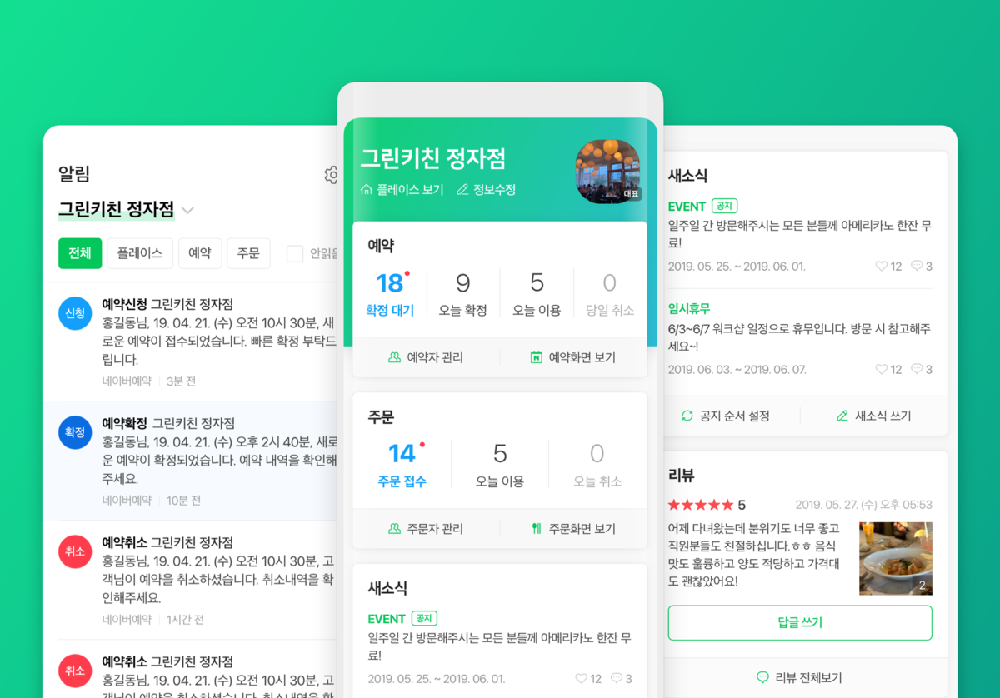 알림
그린키친 정자점
전체
플레이스
예약
주문
안읽음
신청
예약신청 그린키친 정자점
홍길동님, 19. 04. 21. (수) 오전 10시 30분, 새
로운 예약이 접수되었습니다. 빠른 확정 부탁드
립니다.
네이버예약 3분 전
확정
예약확정 그린키친 정자점
홍길동님, 19. 04. 21. (수) 오후 2시 40분, 새로
운 예약이 확정되었습니다. 예약 내역을 확인해
주세요.
네이버예약 10분 전
취소
예약취소 그린키친 정자점
홍길동님, 19. 04. 21. (수) 오전 10시 30분, 고
객님이 예약을 취소하셨습니다. 취소내역을 확
인해주세요.
네이버예약 1시간 전
취소
예약취소 그린키친 정자점
홍길동님, 19. 04. 21. (수) 오전 10시 30분, 고
객님이 예약을 취소하셨습니다. 취소내역을 확
그린키친 정자점
플레이스 보기 정보수정
대표
예약
18 9 5 0
확정 대기 오늘 확정 오늘 이용 당일 취소
예약자 관리 N 예약화면 보기
주문
14 5 0
주문 접수 오늘 이용 오늘 취소
주문자 관리 주문화면 보기
새소식
EVENT 공지
일주일 간 방문해주시는 모든 분들께 아메리카노 한잔 무
료!
2019. 05. 25. ~ 2019. 06. 01. 12 3
새소식
EVENT 공지
일주일 간 방문해주시는 모든 분들께 아메리카노 한잔 무
료!
2019. 05. 25. ~ 2019. 06. 01. 12 3
임시휴무
6/3~6/7 워크샵 일정으로 휴무입니다. 방문 시 참고해주
세요~!
2019. 06. 03. ~ 2019. 06. 07. 12 3
공지 순서 설정 새소식 쓰기
리뷰
★★★★★ 5 2019. 05. 27. (수) 오후 05:53
어제 다녀왔는데 분위기도 너무 좋고
직원분들도 친절하십니다.ㅎㅎ 음식
맛도 훌륭하고 양도 적당하고 가격대
도 괜찮았어요!
2
답글 쓰기
리뷰 전체보기